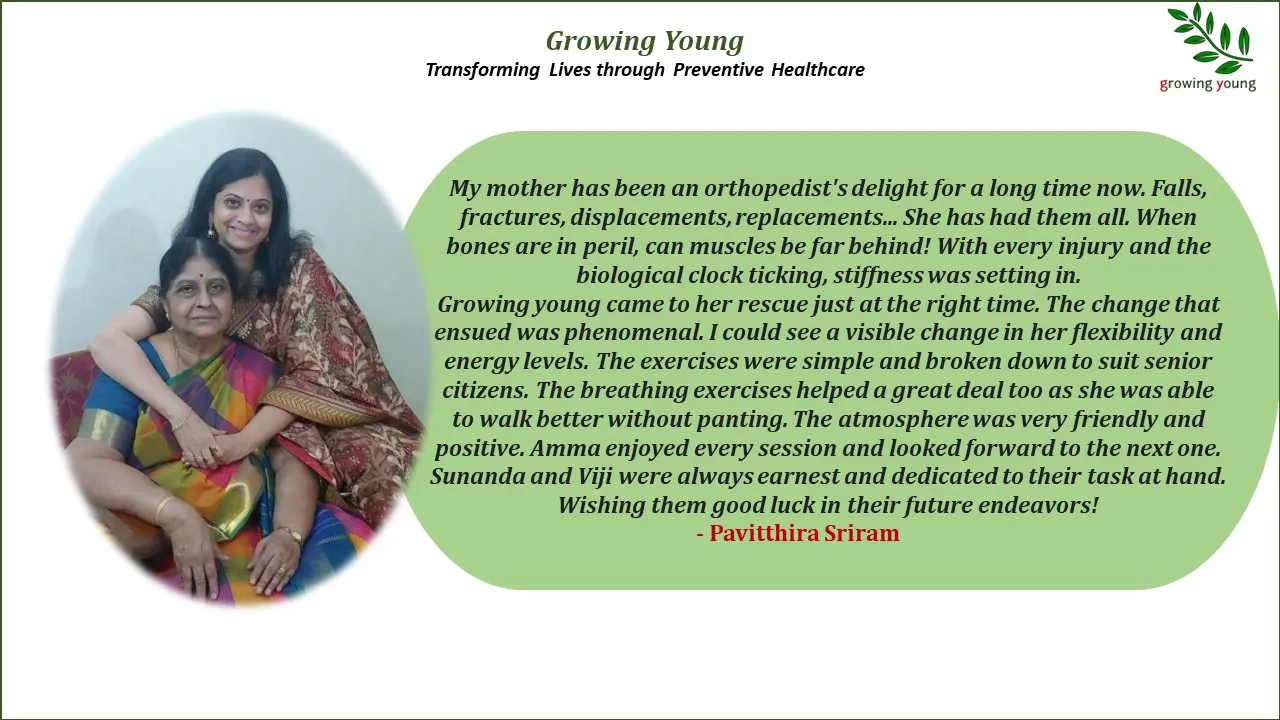 Growing Young
Transforming Lives through Preventive Healthcare
growing young
My mother has been an orthopedist's delight for a long time now. Falls,
fractures, displacements, replacements... She has had them all. When
bones are in peril, can muscles be far behind! With every injury and the
biological clock ticking, stiffness was setting in.
Growing young came to her rescue just at the right time. The change that
ensued was phenomenal. I could see a visible change in her flexibility and
energy levels. The exercises were simple and broken down to suit senior
citizens. The breathing exercises helped a great deal too as she was able
to walk better without panting. The atmosphere was very friendly and
positive. Amma enjoyed every session and looked forward to the next one.
Sunanda and Viji were always earnest and dedicated to their task at hand.
Wishing them good luck in their future endeavors!
- Pavitthira Sriram